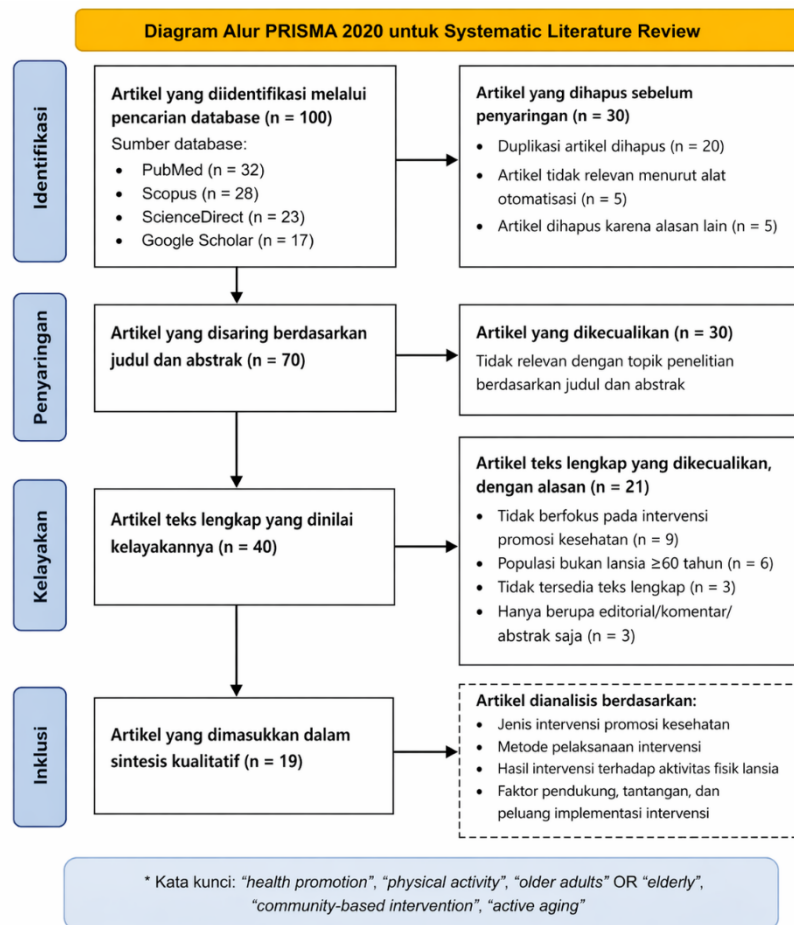 Diagram Alur PRISMA 2020 untuk Systematic Literature Review
Identifikasi
Artikel yang diidentifikasi melalui
pencarian database (n = 100)
Sumber database:
• PubMed (n = 32)
• Scopus (n = 28)
• ScienceDirect (n = 23)
• Google Scholar (n = 17)
Artikel yang dihapus sebelum
penyaringan (n = 30)
• Duplikasi artikel dihapus (n = 20)
• Artikel tidak relevan menurut alat
otomatisasi (n = 5)
• Artikel dihapus karena alasan lain (n = 5)
Penyaringan
Artikel yang disaring berdasarkan
judul dan abstrak (n = 70)
Artikel yang dikecualikan (n = 30)
Tidak relevan dengan topik penelitian
berdasarkan judul dan abstrak
Kelayakan
Artikel teks lengkap yang dinilai
kelayakannya (n = 40)
Artikel teks lengkap yang dikecualikan,
dengan alasan (n = 21)
• Tidak berfokus pada intervensi
promosi kesehatan (n = 9)
• Populasi bukan lansia ≥60 tahun (n = 6)
• Tidak tersedia teks lengkap (n = 3)
• Hanya berupa editorial/komentar/
abstrak saja (n = 3)
Inklusi
Artikel yang dimasukkan dalam
sintesis kualitatif (n = 19)
Artikel dianalisis berdasarkan:
• Jenis intervensi promosi kesehatan
• Metode pelaksanaan intervensi
• Hasil intervensi terhadap aktivitas fisik lansia
• Faktor pendukung, tantangan, dan
peluang implementasi intervensi
* Kata kunci: "health promotion", "physical activity", "older adults" OR "elderly",
"community-based intervention", "active aging"